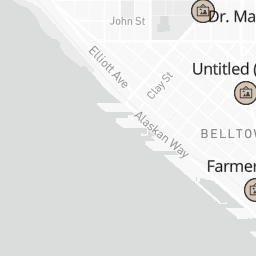 John St
Dr. Ma
Elliott Ave
Untitled (
Clay St
Alaskan Way
BELLTOW
Farmer